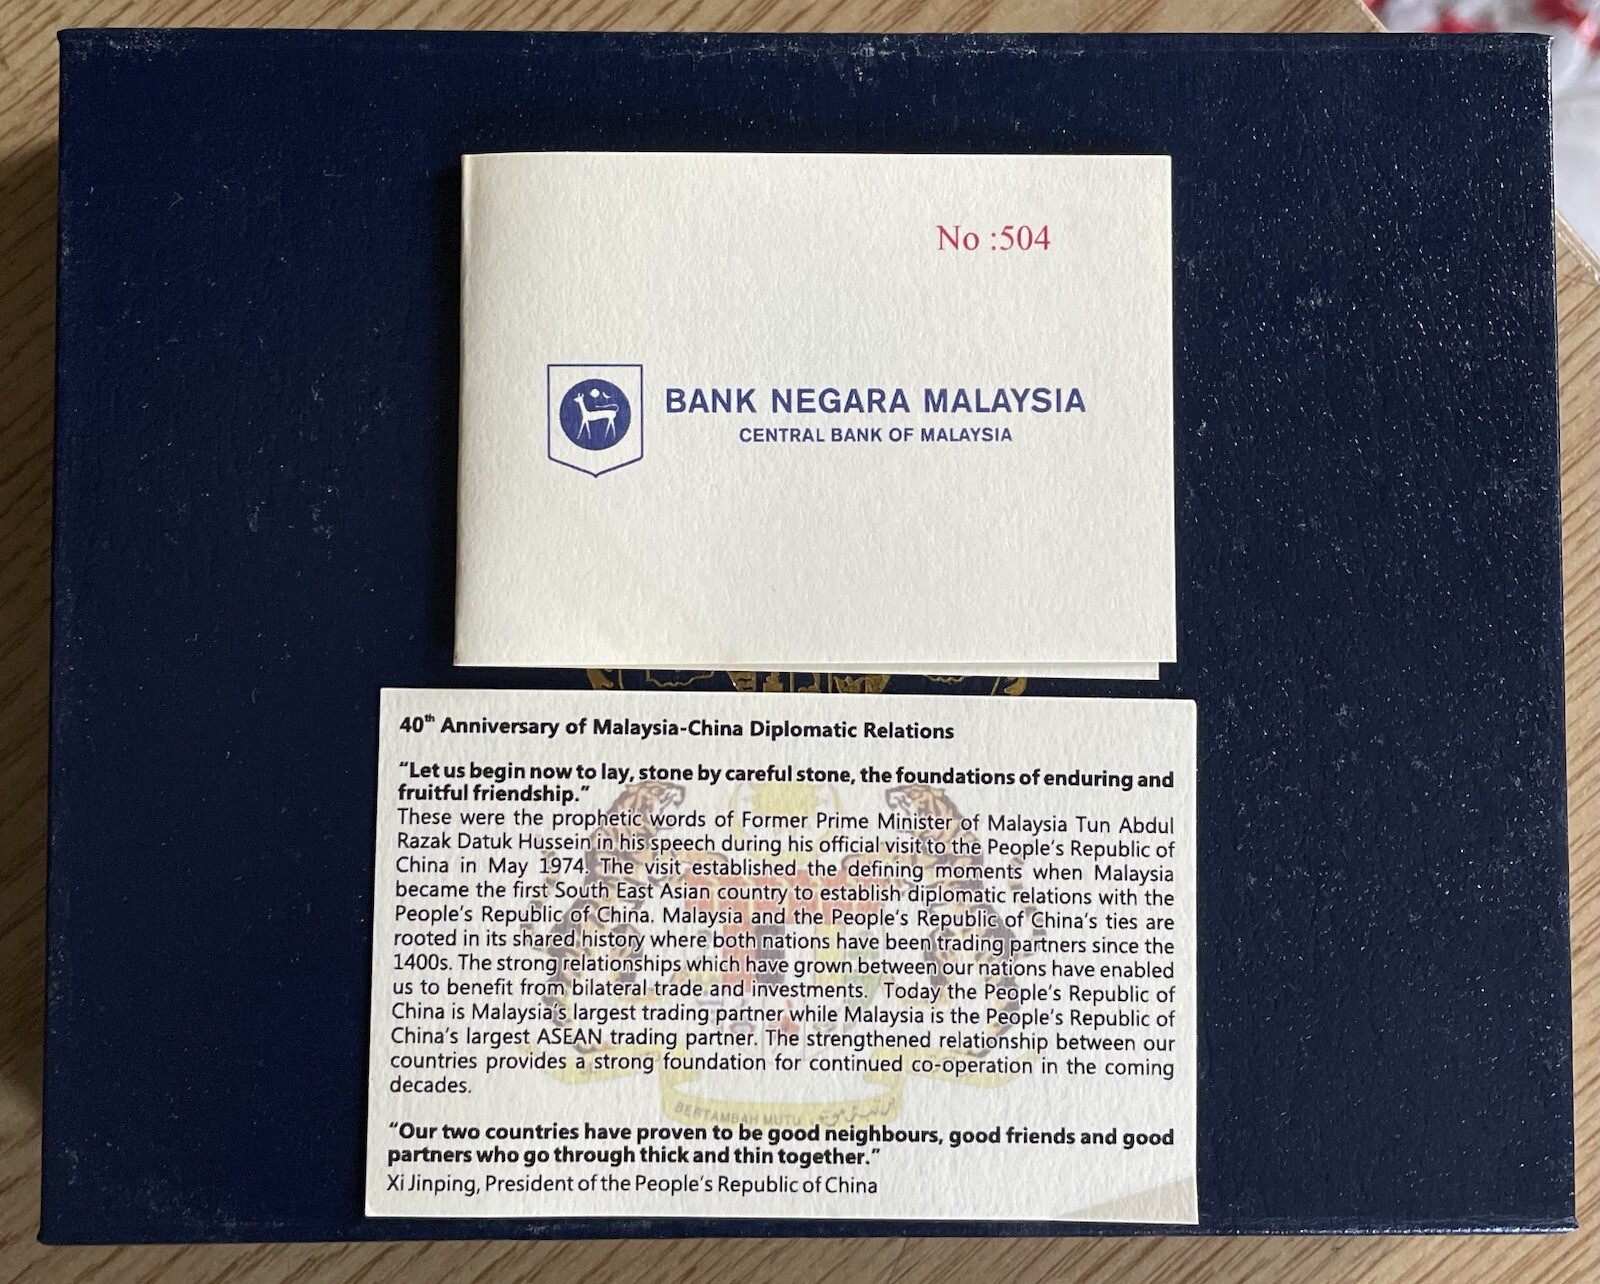 No :504
BANK NEGARA MALAYSIA
CENTRAL BANK OF MALAYSIA
40th Anniversary of Malaysia-China Diplomatic Relations
“Let us begin now to lay, stone by careful stone, the foundations of enduring and
fruitful friendship.”
These were the prophetic words of Former Prime Minister of Malaysia Tun Abdul
Razak Datuk Hussein in his speech during his official visit to the People’s Republic of
China in May 1974. The visit established the defining moments when Malaysia
became the first South East Asian country to establish diplomatic relations with the
People’s Republic of China. Malaysia and the People’s Republic of China’s ties are
rooted in its shared history where both nations have been trading partners since the
1400s. The strong relationships which have grown between our nations have enabled
us to benefit from bilateral trade and investments. Today the People’s Republic of
China is Malaysia’s largest trading partner while Malaysia is the People’s Republic of
China’s largest ASEAN trading partner. The strengthened relationship between our
countries provides a strong foundation for continued co-operation in the coming
decades.
BERTAMBAH MUTU
“Our two countries have proven to be good neighbours, good friends and good
partners who go through thick and thin together.”
Xi Jinping, President of the People’s Republic of China